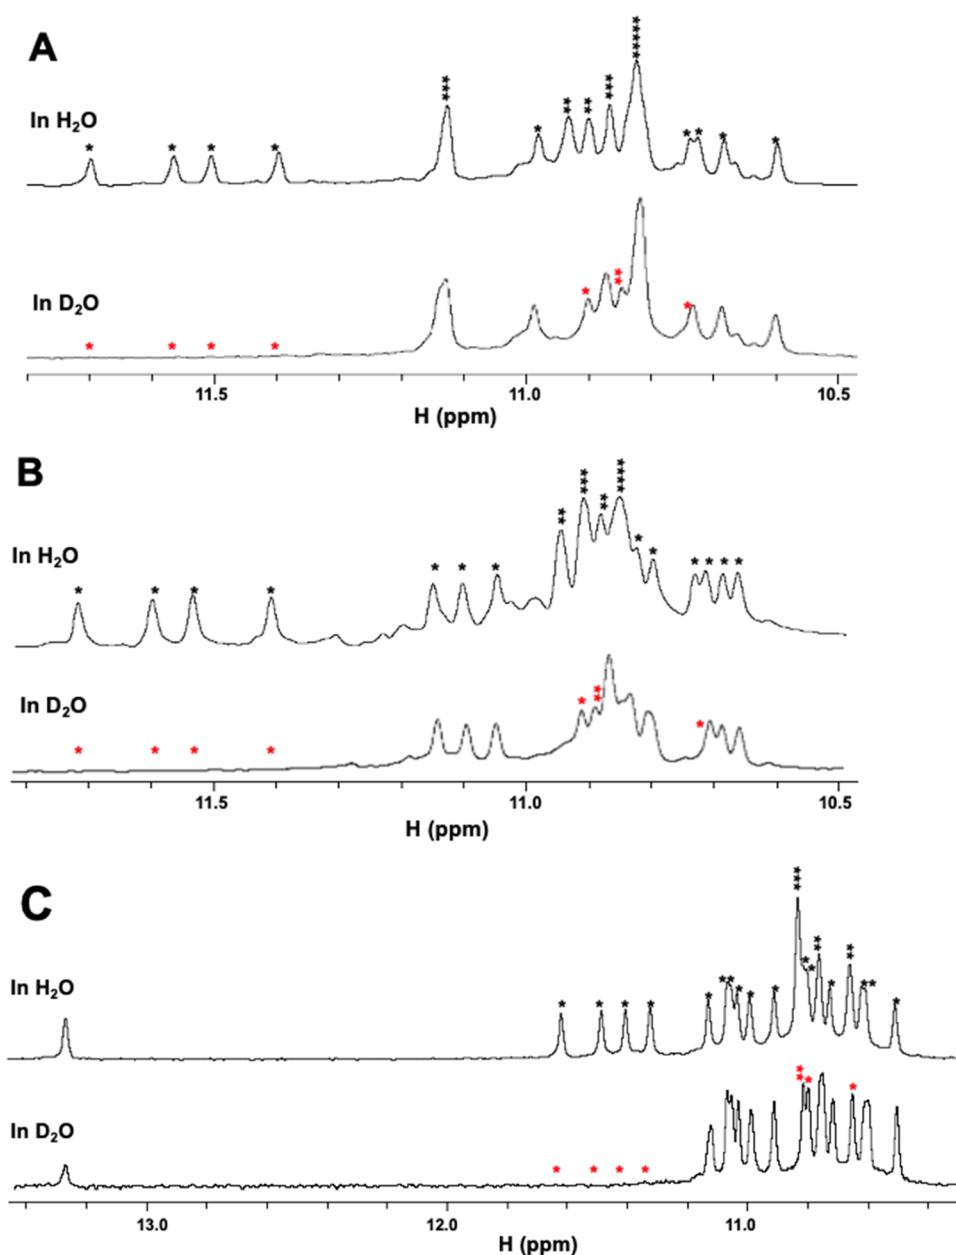 A
In H₂O
In D₂O
11.5 11.0 10.5
H (ppm)
B
In H₂O
In D₂O
11.5 11.0 10.5
H (ppm)
C
In H₂O
In D₂O
13.0 12.0 11.0
H (ppm)